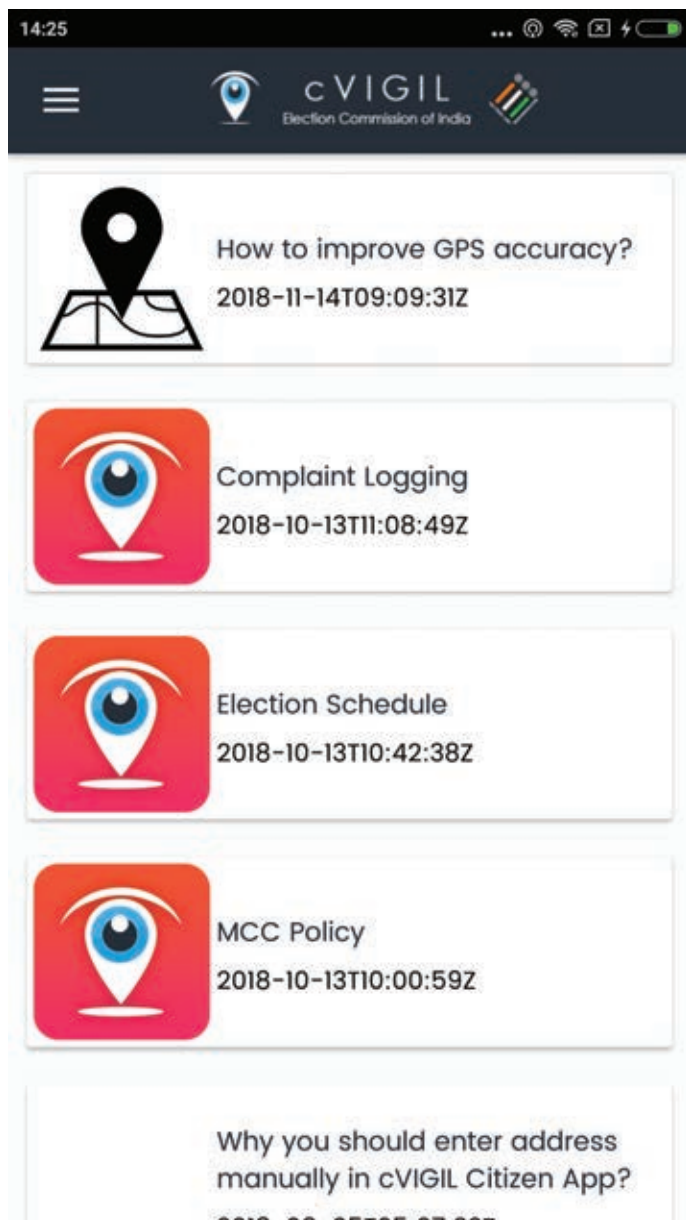 14:25
cVIGIL
Election Commission of India
How to improve GPS accuracy?
2018-11-14T09:09:31Z
Complaint Logging
2018-10-13T11:08:49Z
Election Schedule
2018-10-13T10:42:38Z
MCC Policy
2018-10-13T10:00:59Z
Why you should enter address
manually in cVIGIL Citizen App?